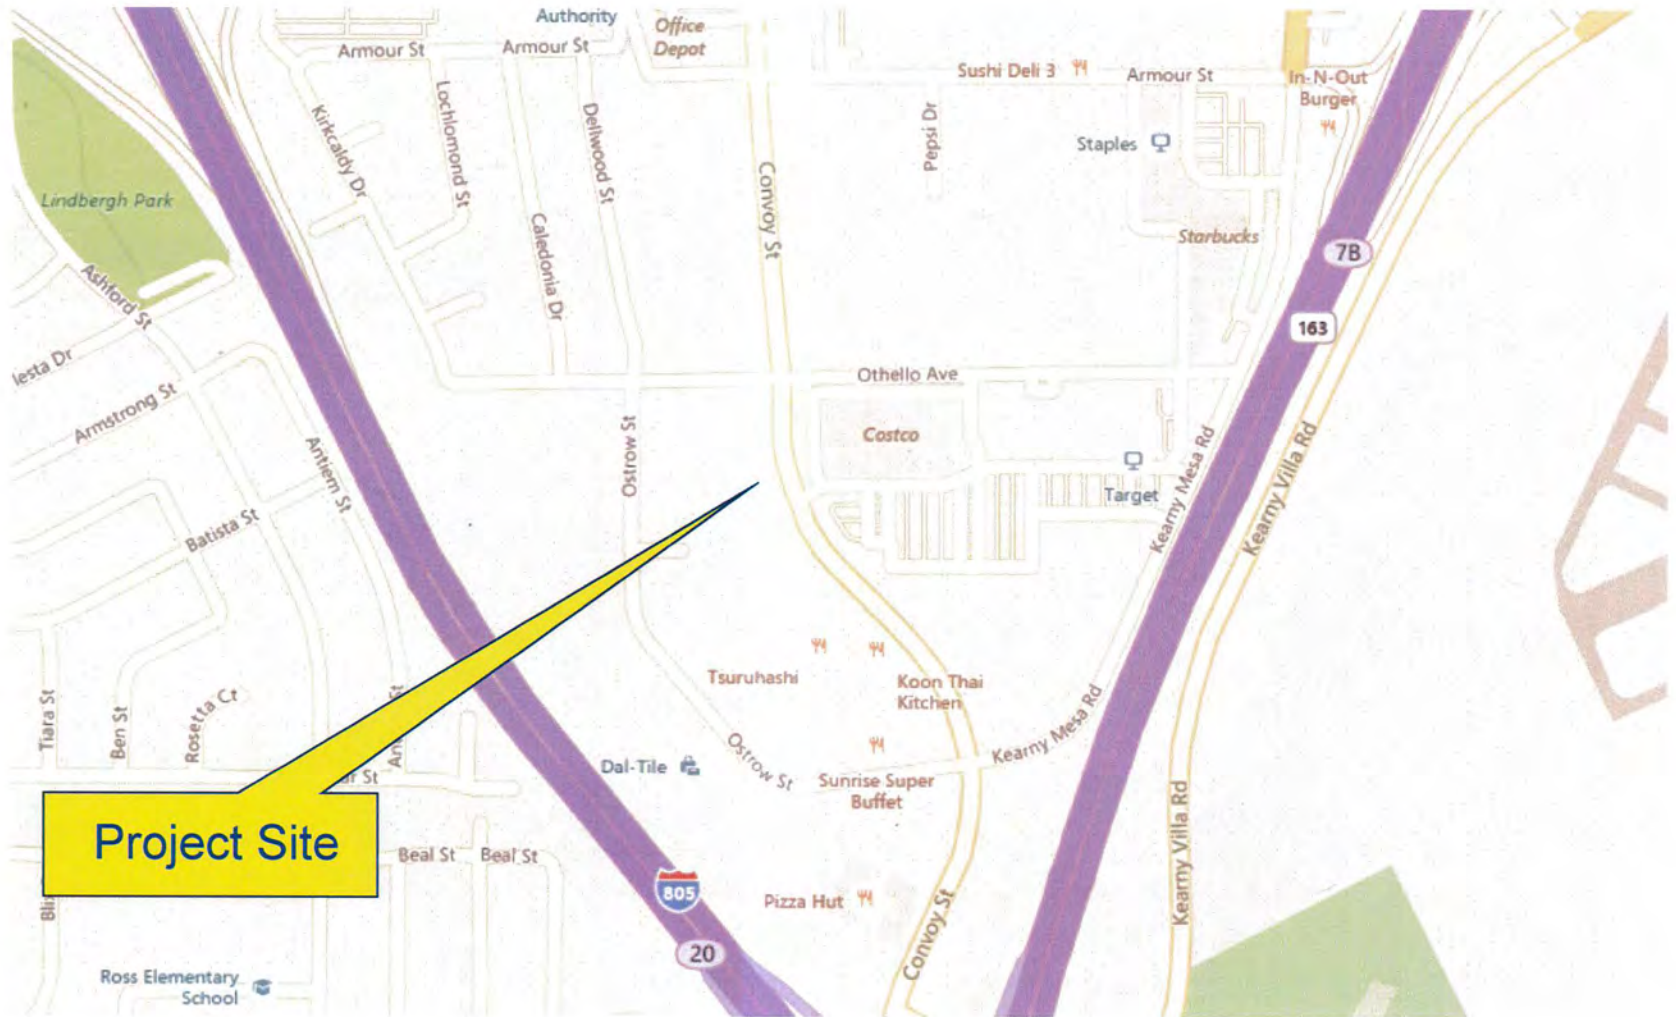 Authority
Office
Depot
Armour St
Armour St
Sushi Deli 3
Armour St
In-N-Out
Burger
Kirkcaldy Dr
Lochlomond St
Dellwood St
Pepsi Dr
Staples
Convoy St
Lindbergh Park
Caledonia Dr
Starbucks
7B
163
Ashford St
iesta Dr
Othello Ave
Armstrong St
Costco
Antiem St
Ostrow St
Kearny Mesa Rd
Kearny Villa Rd
Target
Batista St
Tsuruhashi
Koon Thai
Kitchen
Tiara St
Ben St
Rosetta Ct
An
St
Kearny Mesa Rd
Ostrow St
Dal-Tile
Sunrise Super
Buffet
St
Kearny Villa Rd
Project Site
Beal St
Beal St
805
Pizza Hut
Convoy St
20
Ross Elementary
School